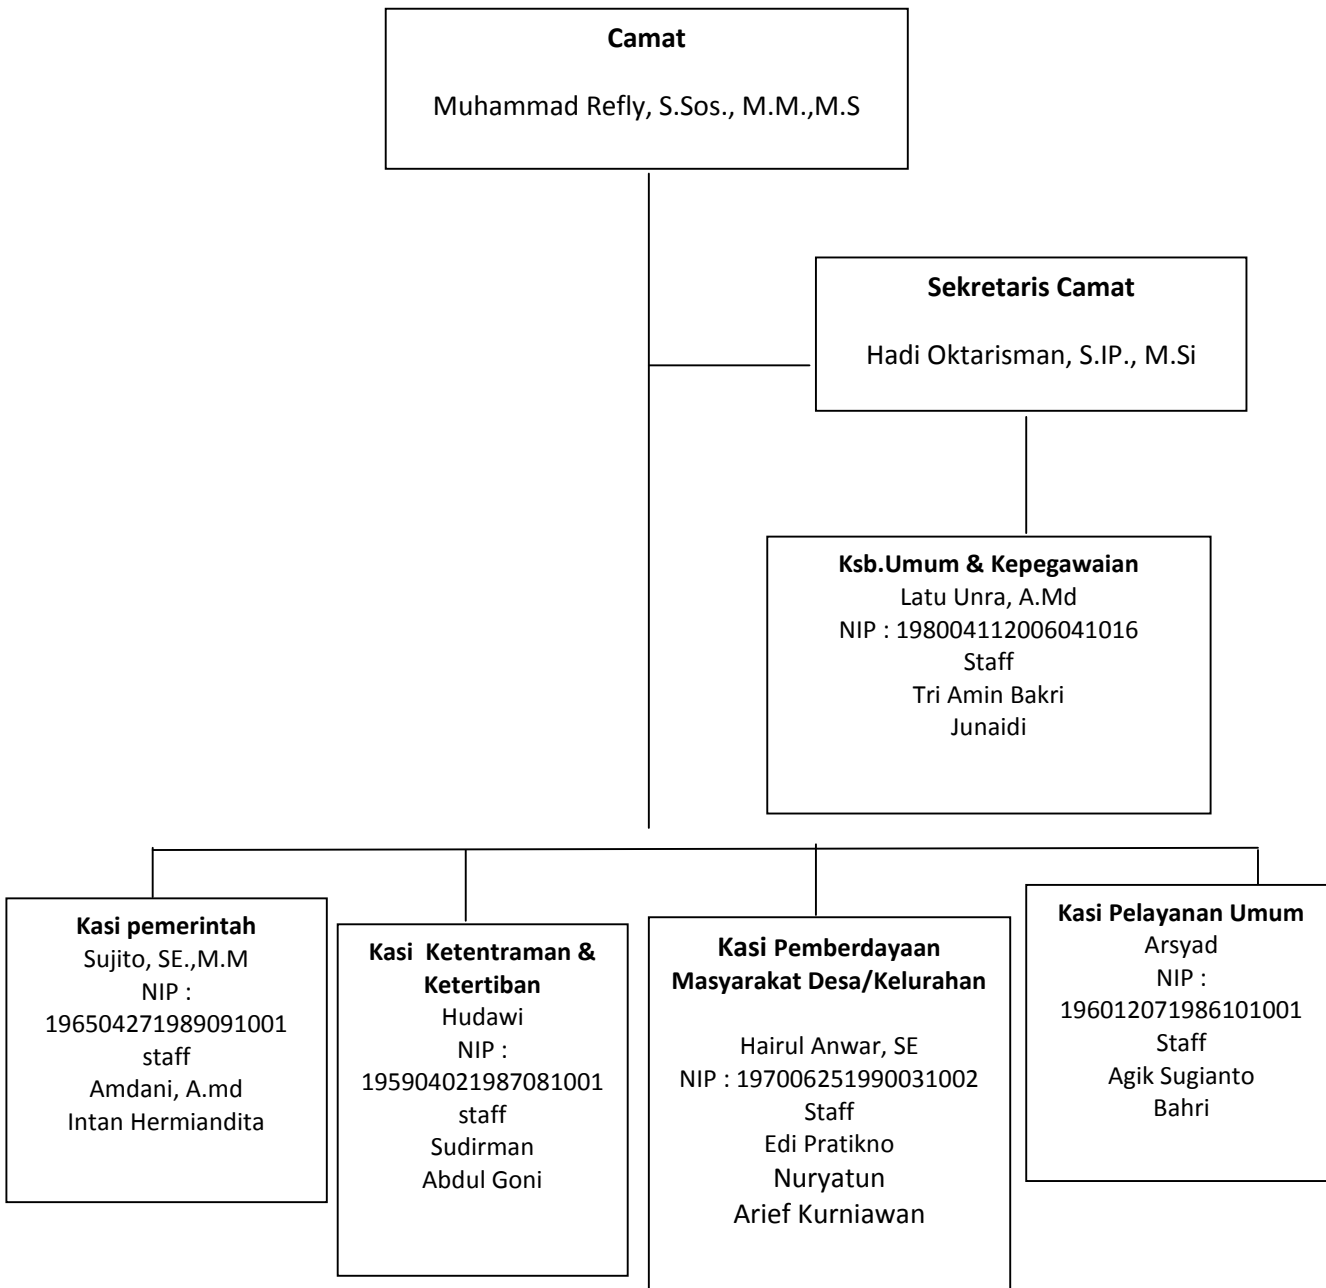 Camat
Muhammad Refly, S.Sos., M.M.,M.S
Sekretaris Camat
Hadi Oktarisman, S.IP., M.Si
Ksb.Umum & Kepegawaian
Latu Unra, A.Md
NIP : 198004112006041016
Staff
Tri Amin Bakri
Junaidi
Kasi pemerintah
Sujito, SE.,M.M
NIP :
196504271989091001
staff
Amdani, A.md
Intan Hermiandita
Kasi Ketentraman &
Ketertiban
Hudawi
NIP :
195904021987081001
staff
Sudirman
Abdul Goni
Kasi Pemberdayaan
Masyarakat Desa/Kelurahan
Hairul Anwar, SE
NIP : 197006251990031002
Staff
Edi Pratikno
Nuryatun
Arief Kurniawan
Kasi Pelayanan Umum
Arsyad
NIP :
196012071986101001
Staff
Agik Sugianto
Bahri